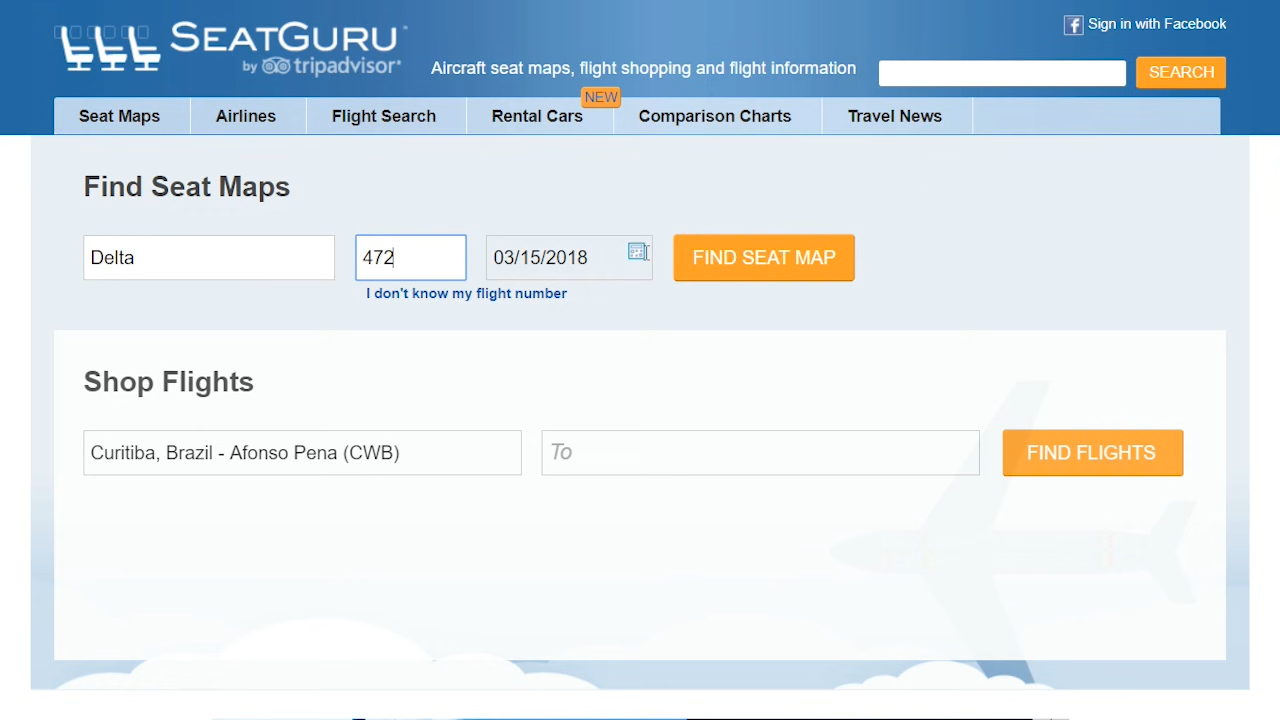 SEATGURU
by tripadvisor
Sign in with Facebook
Aircraft seat maps, flight shopping and flight information
SEARCH
NEW
Seat Maps
Airlines
Flight Search
Rental Cars
Comparison Charts
Travel News
Find Seat Maps
Delta
472
03/15/2018
FIND SEAT MAP
I don't know my flight number
Shop Flights
Curitiba, Brazil - Afonso Pena (CWB)
To
FIND FLIGHTS